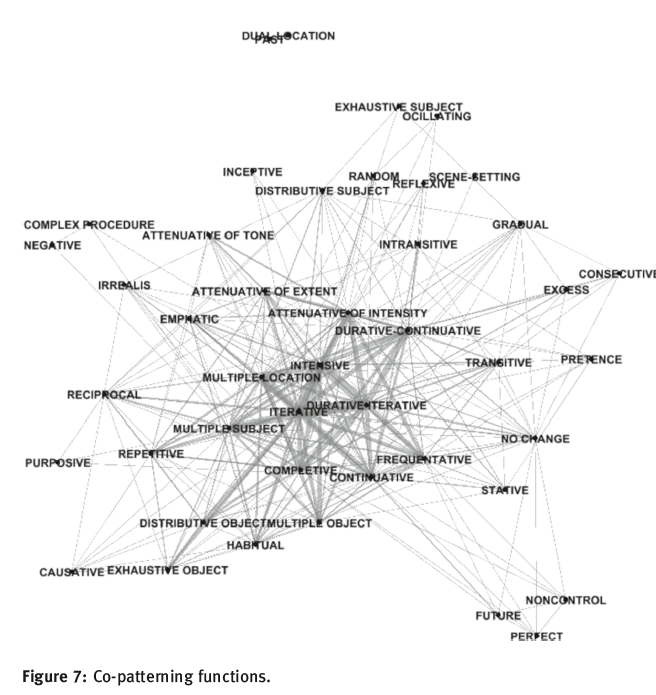 DUAL LOCATION
PAST
EXHAUSTIVE SUBJECT
OCILLATING
INCEPTIVE
RANDOM
SCENE-SETTING
REFLEXIVE
DISTRIBUTIVE SUBJECT
COMPLEX PROCEDURE
GRADUAL
ATTENUATIVE OF TONE
NEGATIVE
INTRANSITIVE
CONSECUTIVE
IRREALIS
EXCESS
ATTENUATIVE OF EXTENT
ATTENUATIVE OF INTENSITY
EMPHATIC
DURATIVE-CONTINUATIVE
PRETENCE
TRANSITIVE
INTENSIVE
MULTIPLE LOCATION
RECIPROCAL
DURATIVE-ITERATIVE
ITERATIVE
MULTIPLE SUBJECT
NO CHANGE
REPETITIVE
FREQUENTATIVE
PURPOSIVE
COMPLETIVE
CONTINUATIVE
STATIVE
DISTRIBUTIVE OBJECT
MULTIPLE OBJECT
HABITUAL
CAUSATIVE
EXHAUSTIVE OBJECT
NONCONTROL
FUTURE
PERFECT
Figure 7: Co-patterning functions.